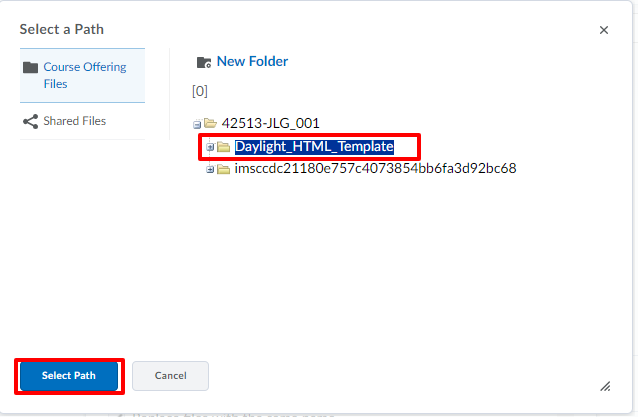 Select a Path
Course Offering
Files
Shared Files
New Folder
[0]
42513-JLG_001
Daylight_HTML_Template
imsccdc21180e757c4073854bb6fa3d92bc68
Select Path
Cancel